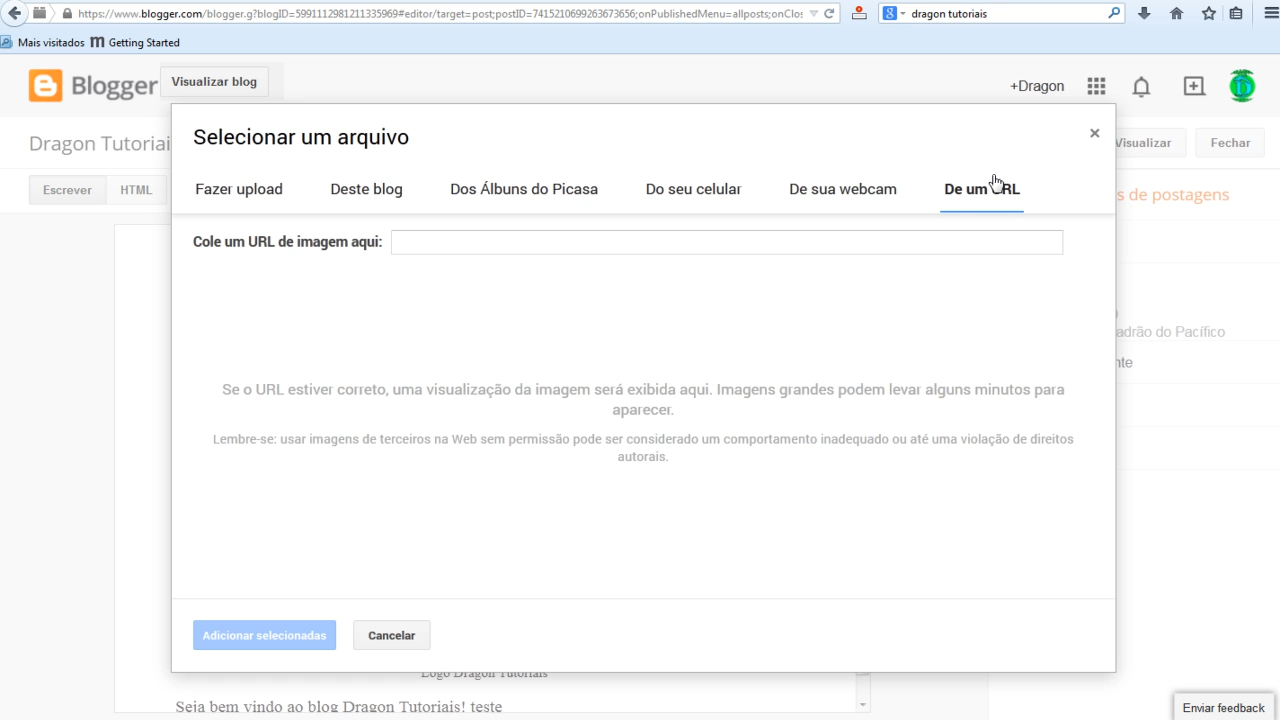 https://www.blogger.com/blogger.g?blogID=5991112981211335969#editor/target=post;postID=7415210699263673656;onPublishedMenu=allposts;onClos
dragon tutoriais
Mais visitados
Getting Started
Blogger
Visualizar blog
+Dragon
Dragon Tutoriai
Visualizar
Fechar
Escrever
HTML
Selecionar um arquivo
Fazer upload
Deste blog
Dos Álbuns do Picasa
Do seu celular
De sua webcam
De um URL
s de postagens
Cole um URL de imagem aqui:
adrão do Pacífico
nte
Se o URL estiver correto, uma visualização da imagem será exibida aqui. Imagens grandes podem levar alguns minutos para
aparecer.
Lembre-se: usar imagens de terceiros na Web sem permissão pode ser considerado um comportamento inadequado ou até uma violação de direitos
autorais.
Adicionar selecionadas
Cancelar
Logo Dragon Tutoriais
Seja bem vindo ao blog Dragon Tutoriais! teste
Enviar feedback